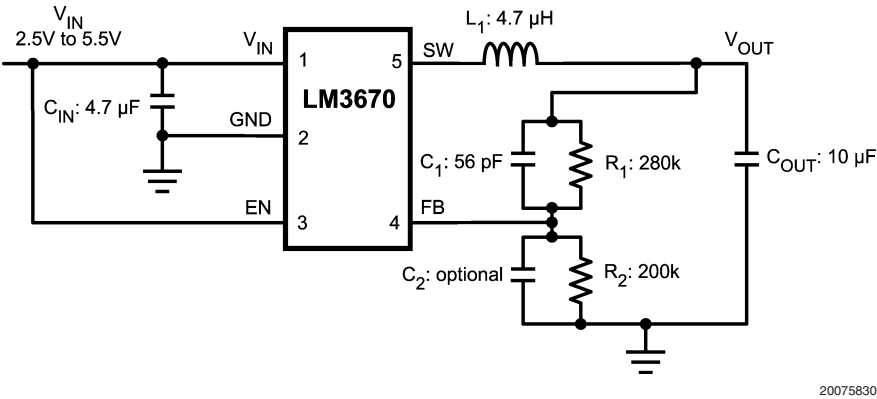 V_IN
2.5V to 5.5V
C_IN: 4.7 µF
V_IN
GND
EN
1
2
3
LM3670
5
4
SW
FB
L_1: 4.7 µH
V_OUT
C_1: 56 pF
R_1: 280k
C_OUT: 10 µF
C_2: optional
R_2: 200k
20075830